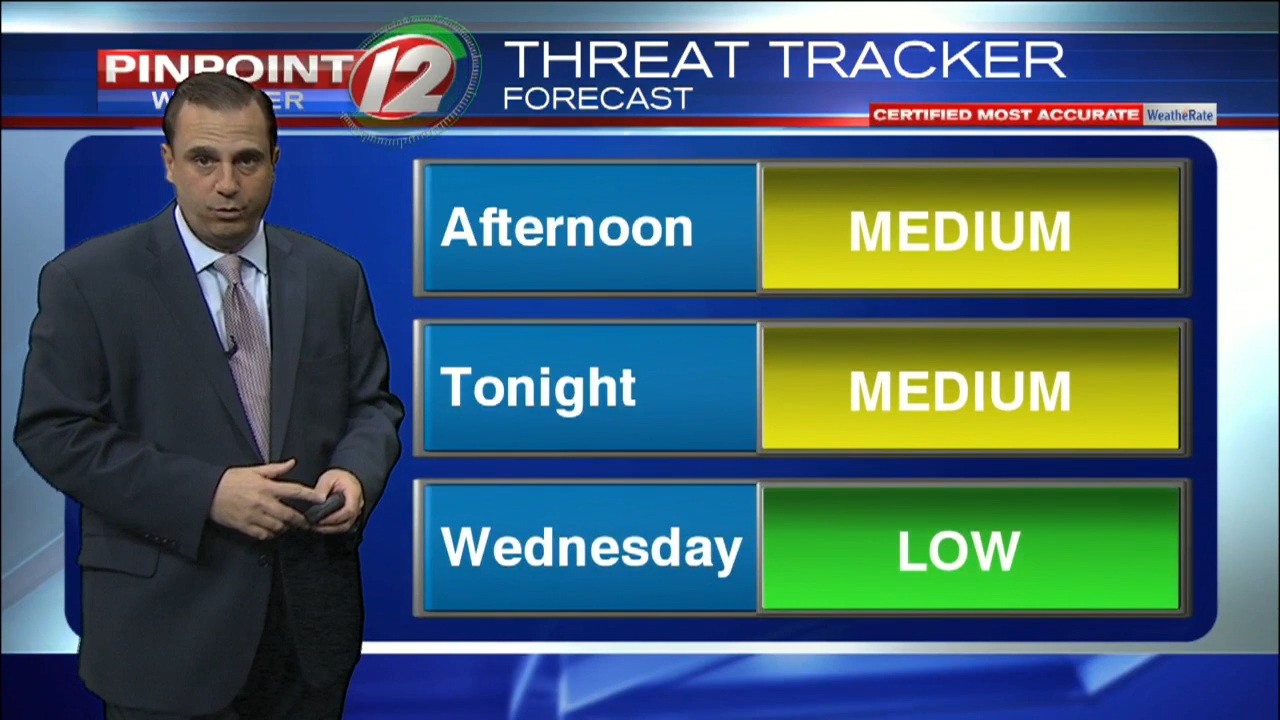 PINPOINT 12
THREAT TRACKER
FORECAST
CERTIFIED MOST ACCURATE WeatheRate
Afternoon MEDIUM
Tonight MEDIUM
Wednesday LOW